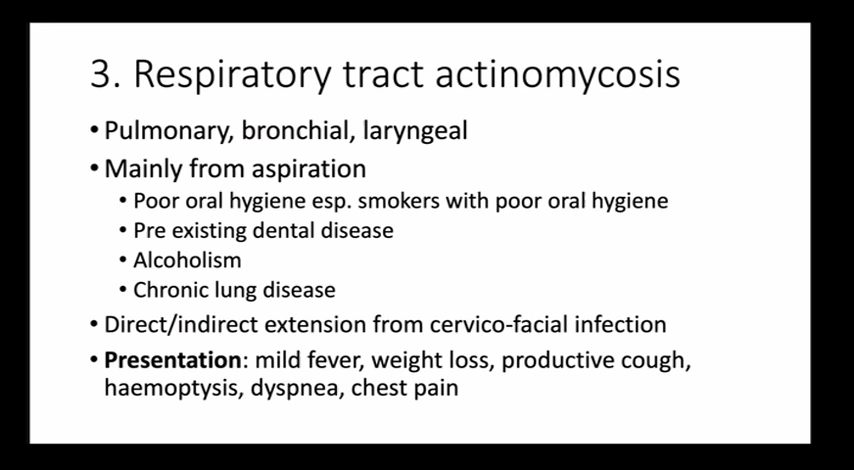 3. Respiratory tract actinomycosis
• Pulmonary, bronchial, laryngeal
• Mainly from aspiration
• Poor oral hygiene esp. smokers with poor oral hygiene
• Pre existing dental disease
• Alcoholism
• Chronic lung disease
• Direct/indirect extension from cervico-facial infection
• Presentation: mild fever, weight loss, productive cough,
haemoptysis, dyspnea, chest pain